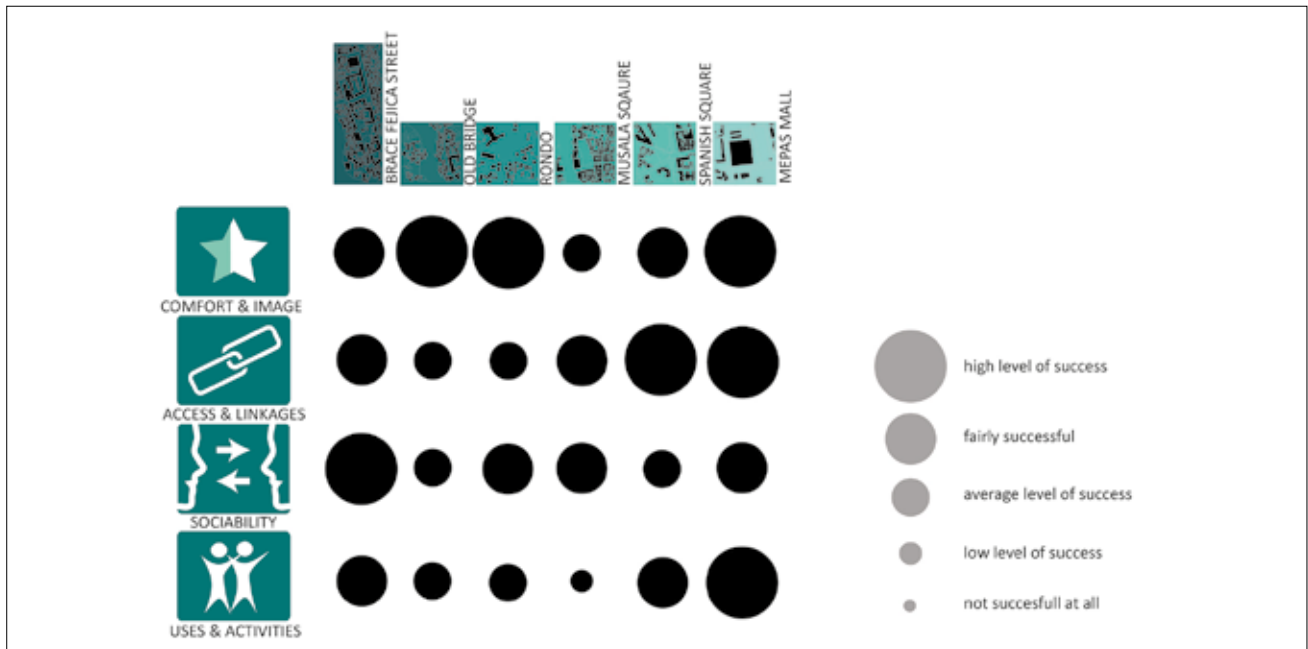 BRACE FEJICA STREET
OLD BRIDGE
RONDO
MUSALA SQAURE
SPANISH SQUARE
MEPAS MALL
COMFORT & IMAGE
ACCESS & LINKAGES
SOCIABILITY
USES & ACTIVITIES
high level of success
fairly successful
average level of success
low level of success
not succesfull at all